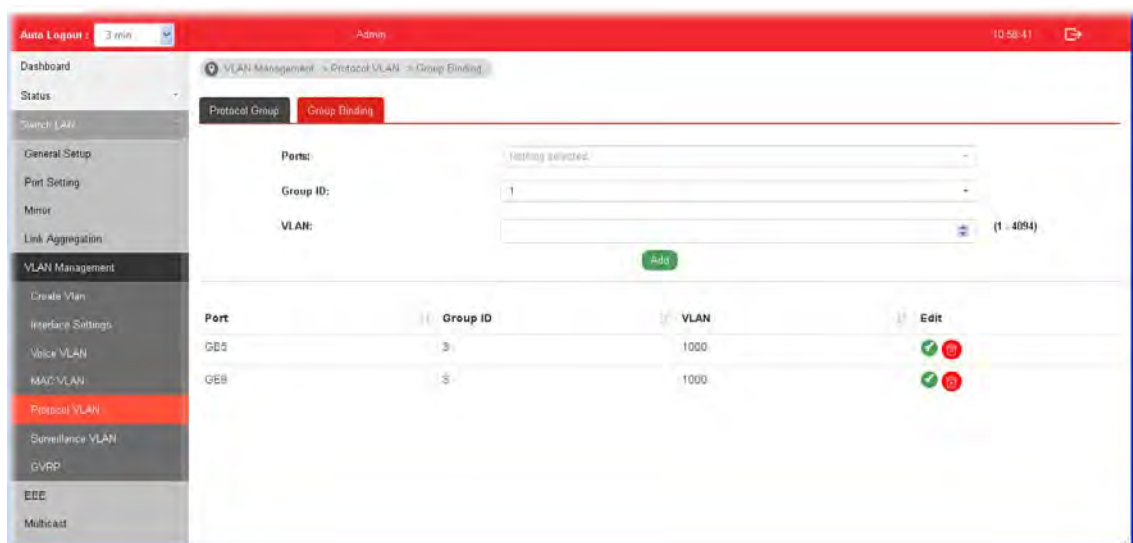 Auto Logout : 3 min Admin 10:58:41
Dashboard
Status
Switch LAN
General Setup
Port Setting
Mirror
Link Aggregation
VLAN Management
Create Vlan
Interface Settings
Voice VLAN
MAC VLAN
Protocol VLAN
Surveillance VLAN
GVRP
EEE
Multicast
VLAN Management > Protocol VLAN > Group Binding
Protocol Group Group Binding
Ports: Nothing selected
Group ID: 1
VLAN: (1 - 4094)
Add
Port Group ID VLAN Edit
GE5 3 1000
3 1000